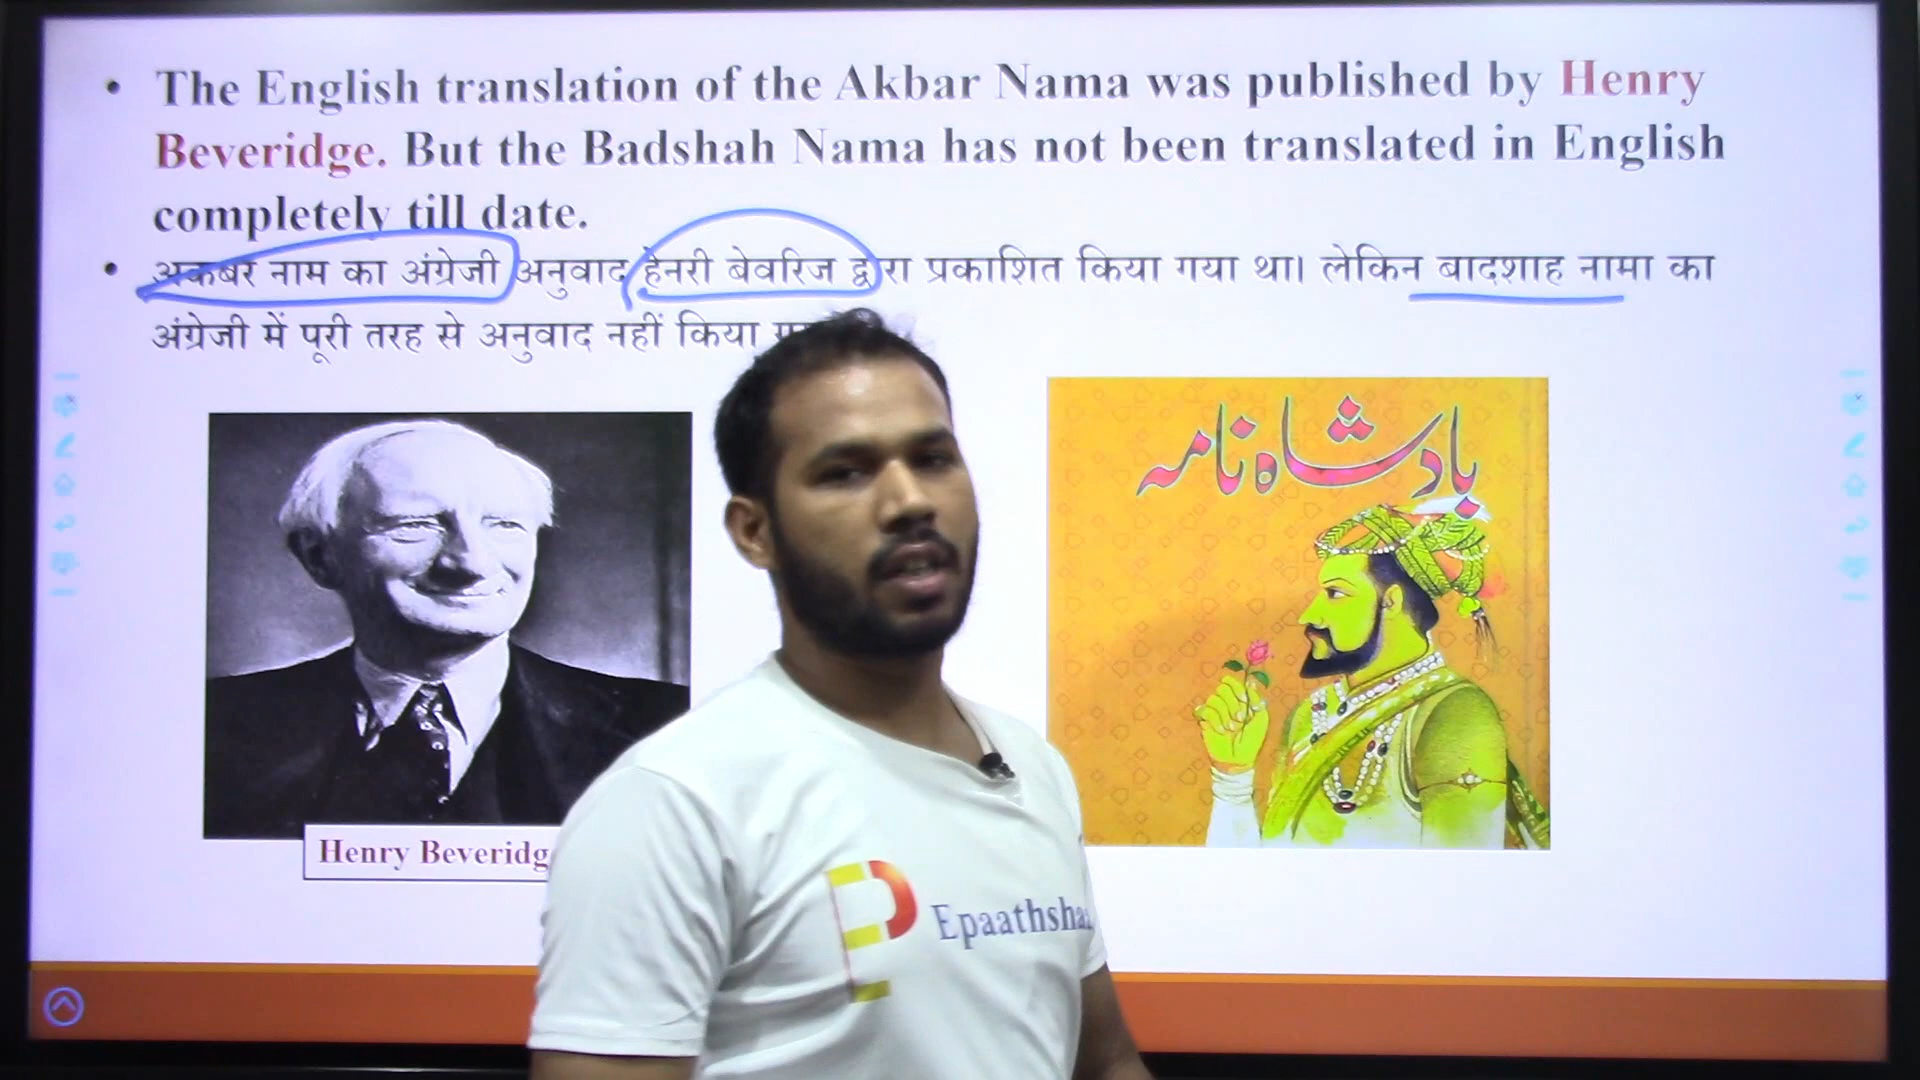 • The English translation of the Akbar Nama was published by Henry
Beveridge. But the Badshah Nama has not been translated in English
completely till date.
• अकबर नाम का अंग्रेजी अनुवाद हेनरी बेवरिज द्वारा प्रकाशित किया गया था। लेकिन बादशाह नामा का
अंग्रेजी में पूरी तरह से अनुवाद नहीं किया
بادشاہ نامہ
Henry Beveridg
Epaathsha